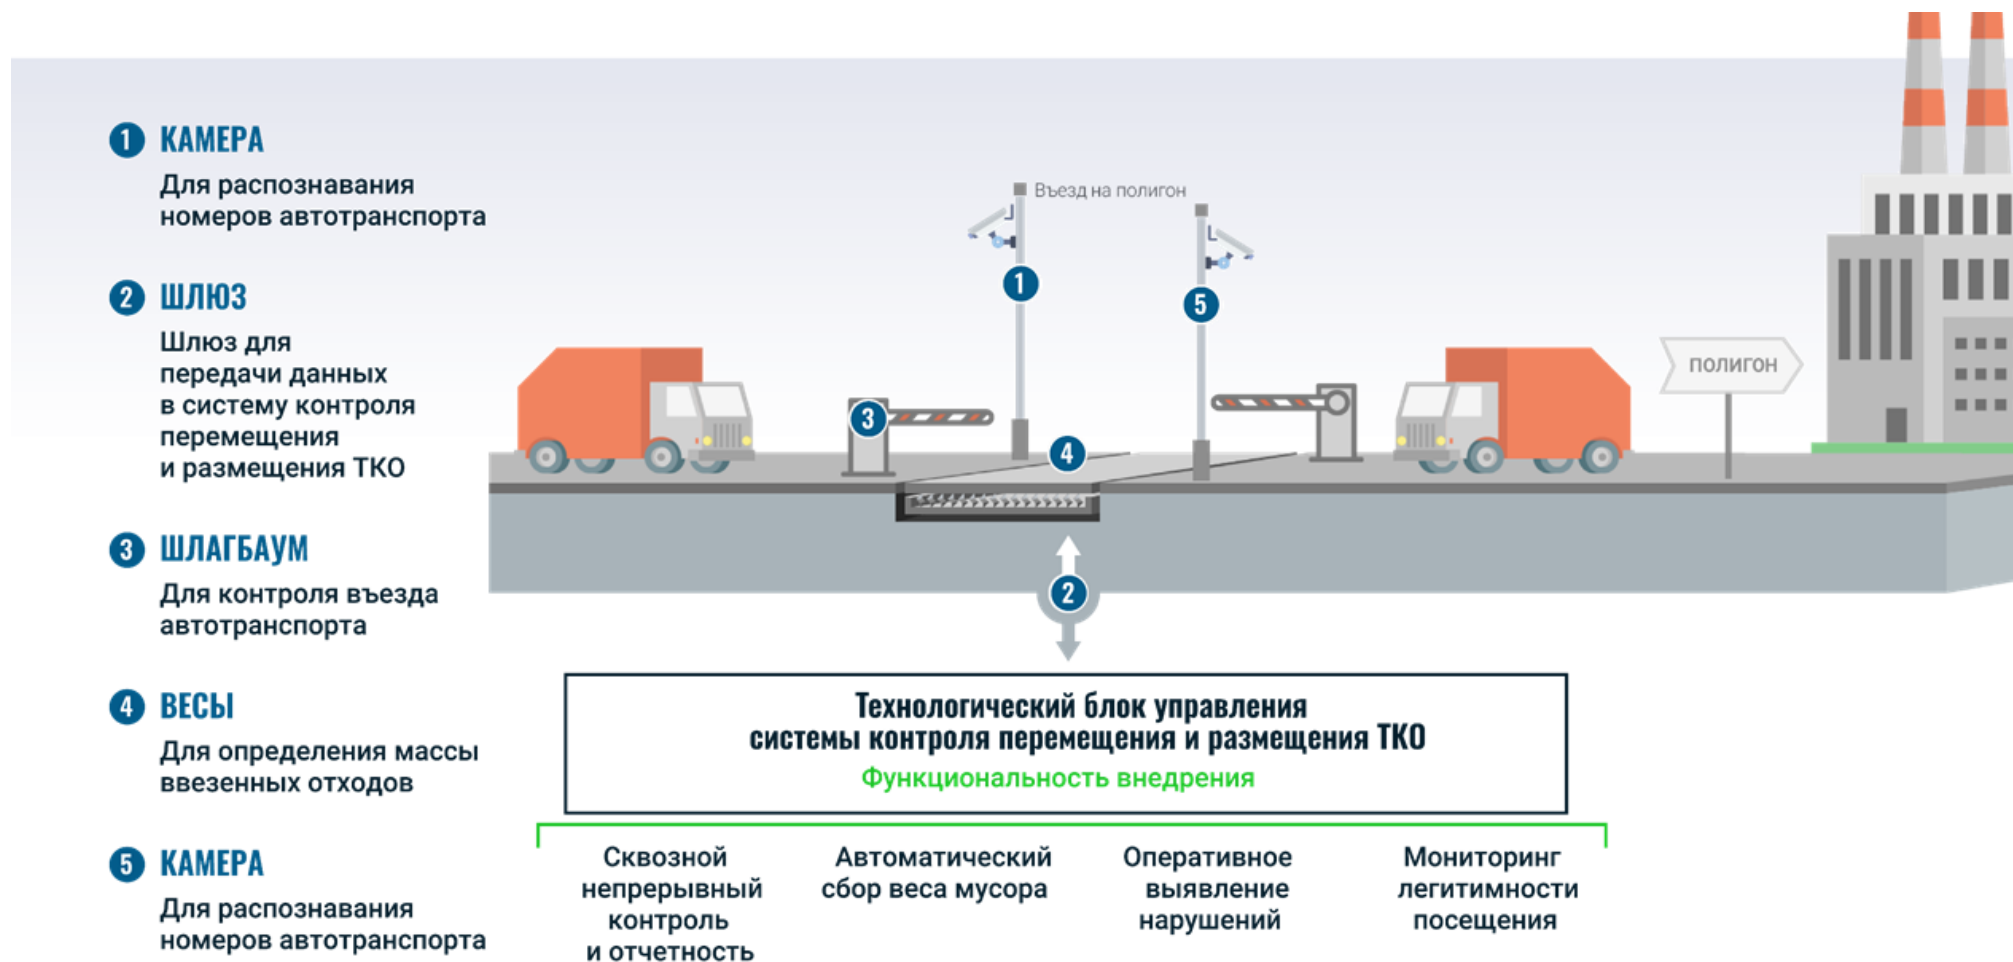 1 КАМЕРА
Для распознавания
номеров автотранспорта
2 ШЛЮЗ
Шлюз для
передачи данных
в систему контроля
перемещения
и размещения ТКО
3 ШЛАГБАУМ
Для контроля въезда
автотранспорта
4 ВЕСЫ
Для определения массы
ввезенных отходов
5 КАМЕРА
Для распознавания
номеров автотранспорта
Въезд на полигон
1
5
3
4
ПОЛИГОН
2
Технологический блок управления
системы контроля перемещения и размещения ТКО
Функциональность внедрения
Сквозной
непрерывный
контроль
и отчетность
Автоматический
сбор веса мусора
Оперативное
выявление
нарушений
Мониторинг
легитимности
посещения